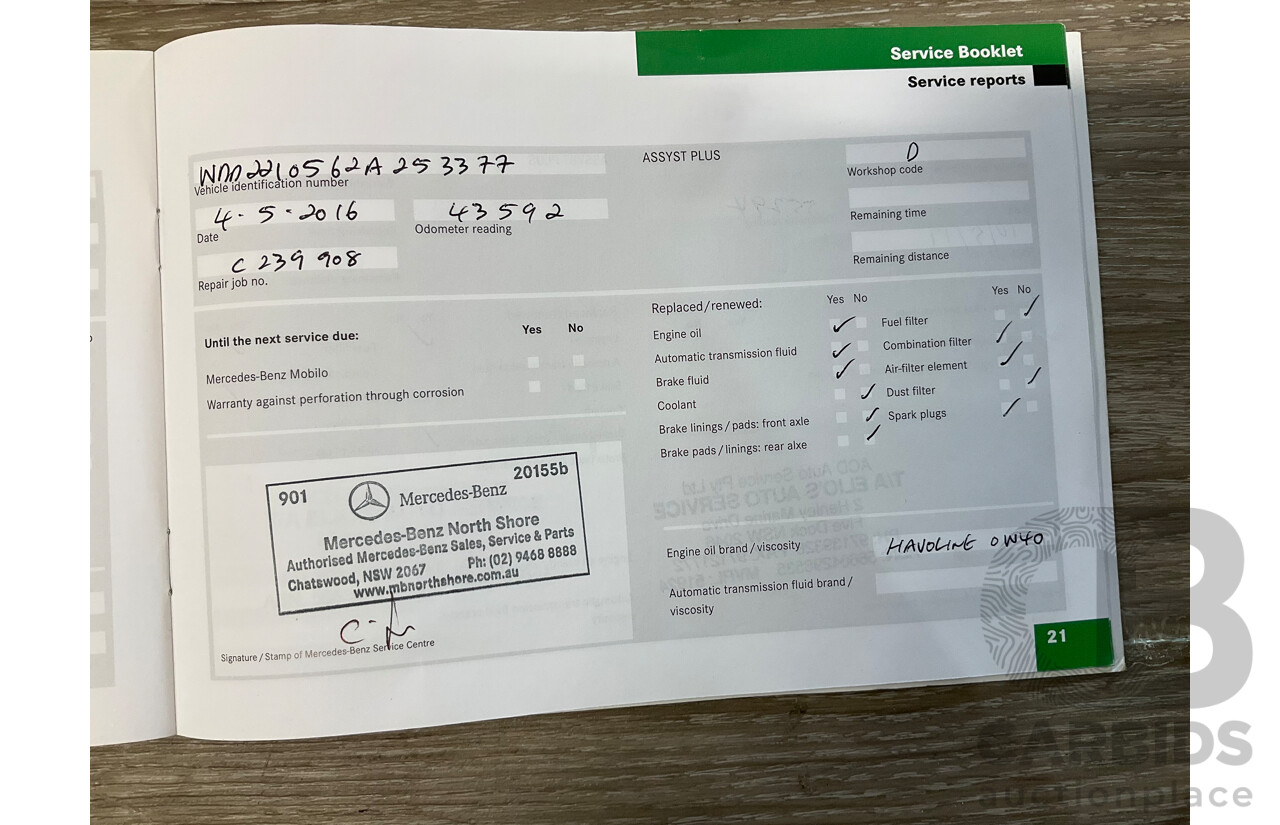 Service Booklet
Service reports
WDD2210562A253377
Vehicle identification number
ASSYST PLUS
D
Workshop code
4-5-2016
Date
43592
Odometer reading
Remaining time
C 239 908
Repair job no.
Remaining distance
Until the next service due:
Yes No
Mercedes-Benz Mobilo
Warranty against perforation through corrosion
Replaced/renewed:
Yes No
Yes No
Engine oil
Fuel filter
Automatic transmission fluid
Combination filter
Brake fluid
Air-filter element
Coolant
Dust filter
Brake linings/pads: front axle
Spark plugs
Brake pads/linings: rear alxe
901
20155b
Mercedes-Benz
Mercedes-Benz North Shore
Authorised Mercedes-Benz Sales, Service & Parts
Chatswood, NSW 2067 Ph: (02) 9468 8888
www.mbnorthshore.com.au
Signature/Stamp of Mercedes-Benz Service Centre
Engine oil brand/viscosity
HAVOLINE 0W40
Automatic transmission fluid brand/
viscosity
21
CARBIDS
auctionplace